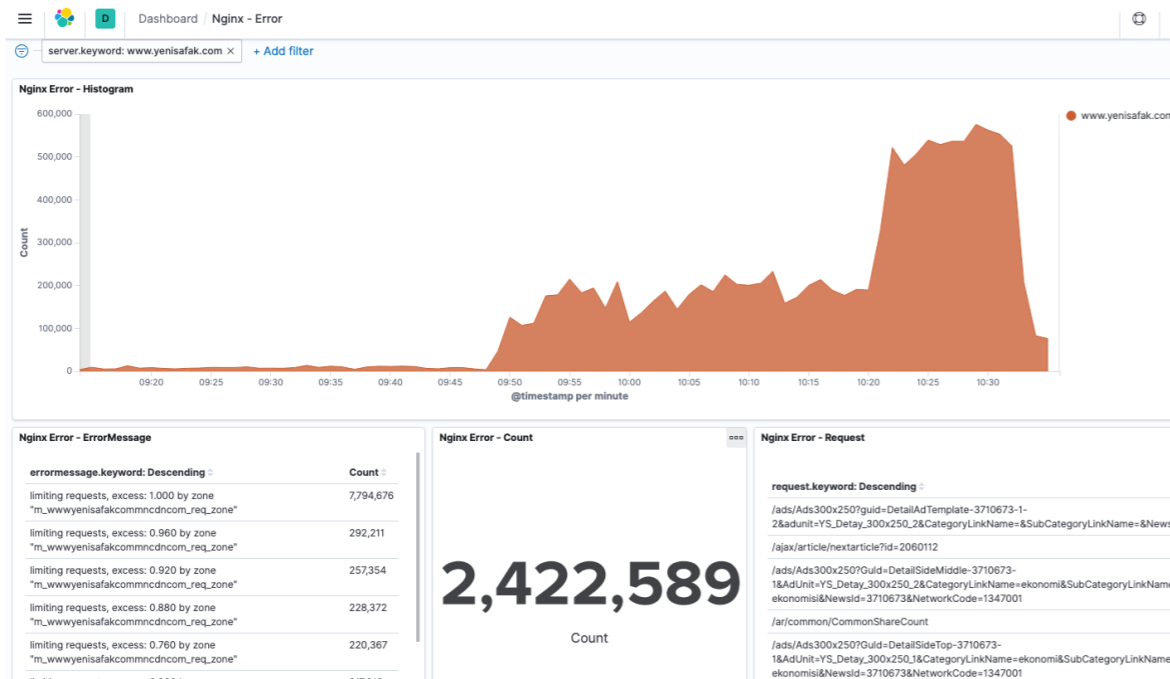 D
Dashboard / Nginx - Error
server.keyword: www.yenisafak.com ×
+ Add filter
Nginx Error - Histogram
600,000
500,000
400,000
300,000
200,000
100,000
0
Count
09:20 09:25 09:30 09:35 09:40 09:45 09:50 09:55 10:00 10:05 10:10 10:15 10:20 10:25 10:30
@timestamp per minute
www.yenisafak.con
Nginx Error - ErrorMessage
errormessage.keyword: Descending Count
limiting requests, excess: 1.000 by zone 7,794,676
"m_wwwyenisafakcommncdncom_req_zone"
limiting requests, excess: 0.960 by zone 292,211
"m_wwwyenisafakcommncdncom_req_zone"
limiting requests, excess: 0.920 by zone 257,354
"m_wwwyenisafakcommncdncom_req_zone"
limiting requests, excess: 0.880 by zone 228,372
"m_wwwyenisafakcommncdncom_req_zone"
limiting requests, excess: 0.760 by zone 220,367
"m_wwwyenisafakcommncdncom_req_zone"
Nginx Error - Count
2,422,589
Count
Nginx Error - Request
request.keyword: Descending
/ads/Ads300x250?guid=DetailAdTemplate-3710673-1-
2&adunit=YS_Detay_300x250_2&CategoryLinkName=&SubCategoryLinkName=&News
/ajax/article/nextarticle?id=2060112
/ads/Ads300x250?GuId=DetailSideMiddle-3710673-
1&AdUnit=YS_Detay_300x250_2&CategoryLinkName=ekonomi&SubCategoryLinkName
ekonomisi&NewsId=3710673&NetworkCode=1347001
/ar/common/CommonShareCount
/ads/Ads300x250?GuId=DetailSideTop-3710673-
1&AdUnit=YS_Detay_300x250_1&CategoryLinkName=ekonomi&SubCategoryLinkName
ekonomisi&NewsId=3710673&NetworkCode=1347001